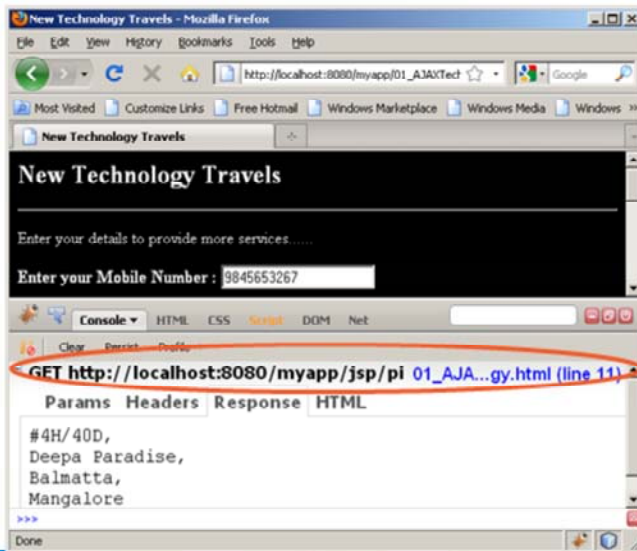 New Technology Travels - Mozilla Firefox
File Edit View History Bookmarks Tools Help
http://localhost:8080/myapp/01_AJAXTech Google
Most Visited Customize Links Free Hotmail Windows Marketplace Windows Media Windows »
New Technology Travels
New Technology Travels
Enter your details to provide more services......
Enter your Mobile Number : 9845653267
Console HTML CSS Script DOM Net
Clear Persist Profile
GET http://localhost:8080/myapp/jsp/pi 01_AJA...gy.html (line 11)
Params Headers Response HTML
#4H/40D,
Deepa Paradise,
Balmatta,
Mangalore
>>>
Done